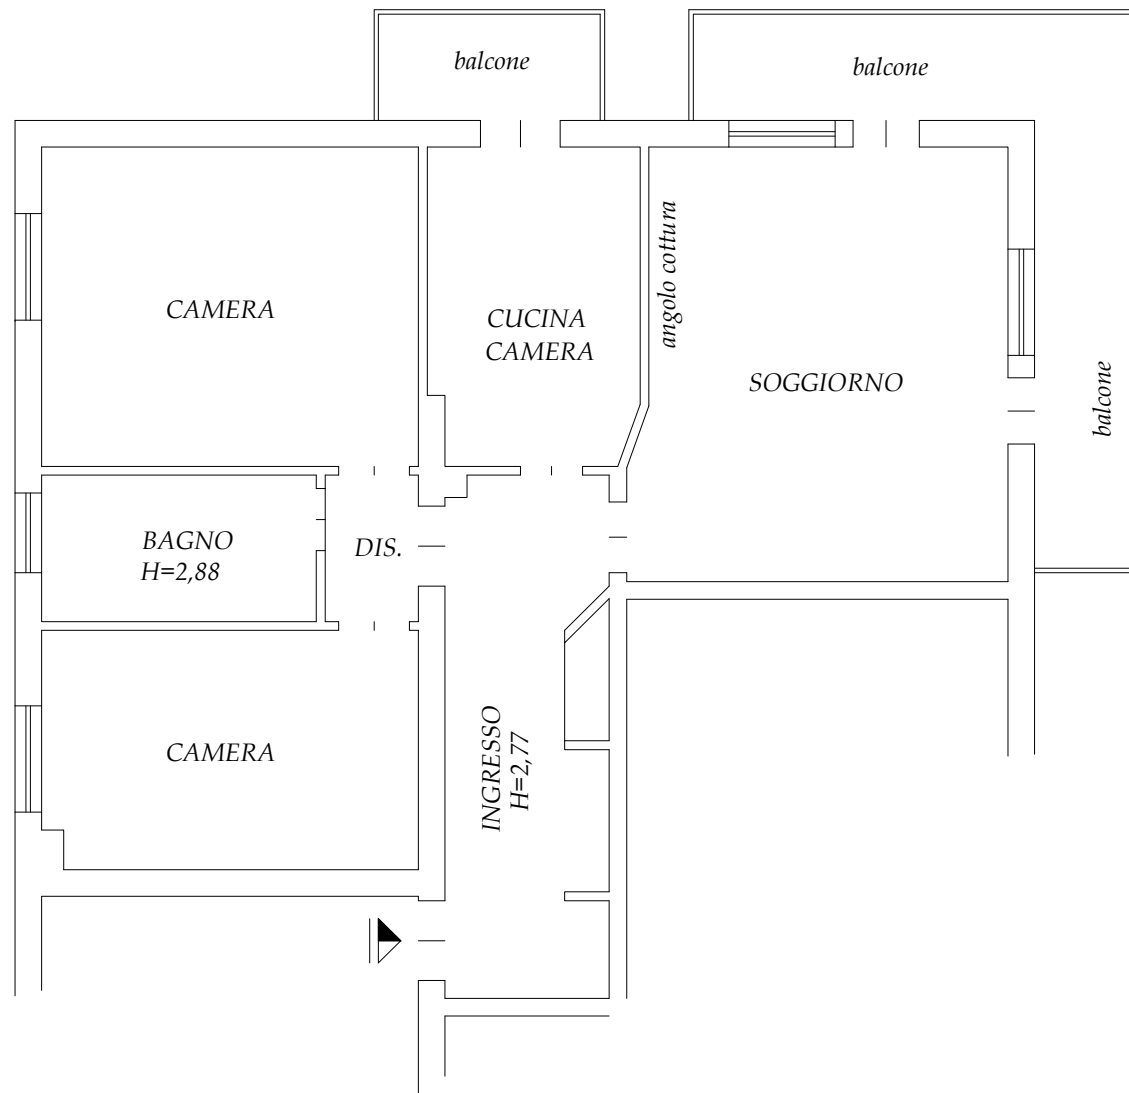 balcone
balcone
CAMERA
CUCINA
CAMERA
angolo cottura
SOGGIORNO
balcone
BAGNO
H=2,88
DIS.
CAMERA
INGRESSO
H=2,77